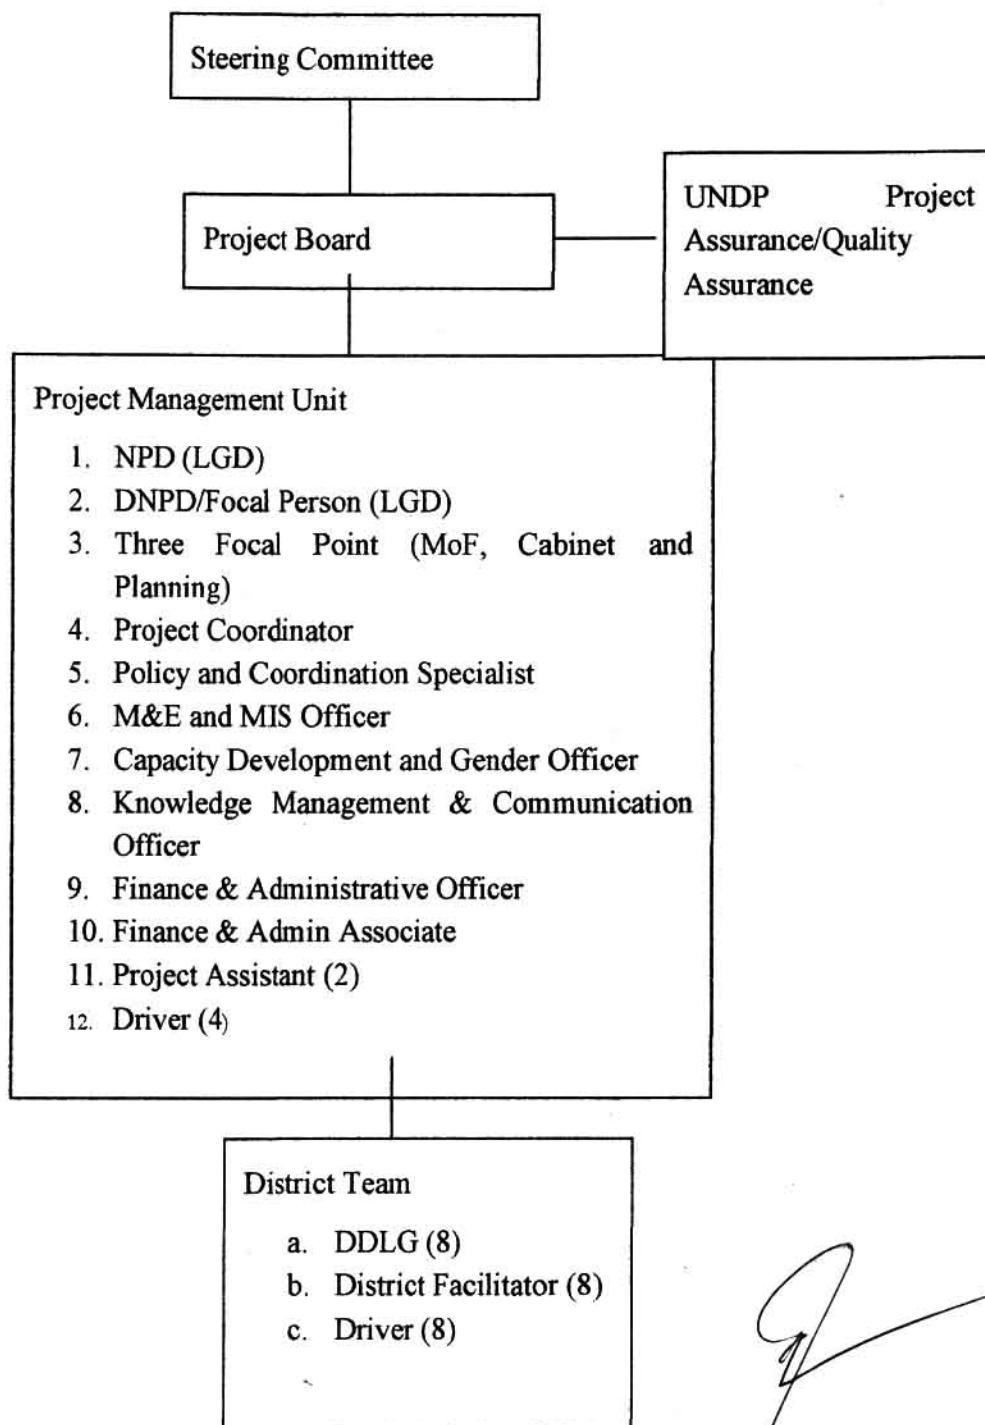 Steering Committee
Project Board
UNDP Project
Assurance/Quality
Assurance
Project Management Unit
1. NPD (LGD)
2. DNPD/Focal Person (LGD)
3. Three Focal Point (MoF, Cabinet and
Planning)
4. Project Coordinator
5. Policy and Coordination Specialist
6. M&E and MIS Officer
7. Capacity Development and Gender Officer
8. Knowledge Management & Communication
Officer
9. Finance & Administrative Officer
10. Finance & Admin Associate
11. Project Assistant (2)
12. Driver (4)
District Team
a. DDLG (8)
b. District Facilitator (8)
c. Driver (8)